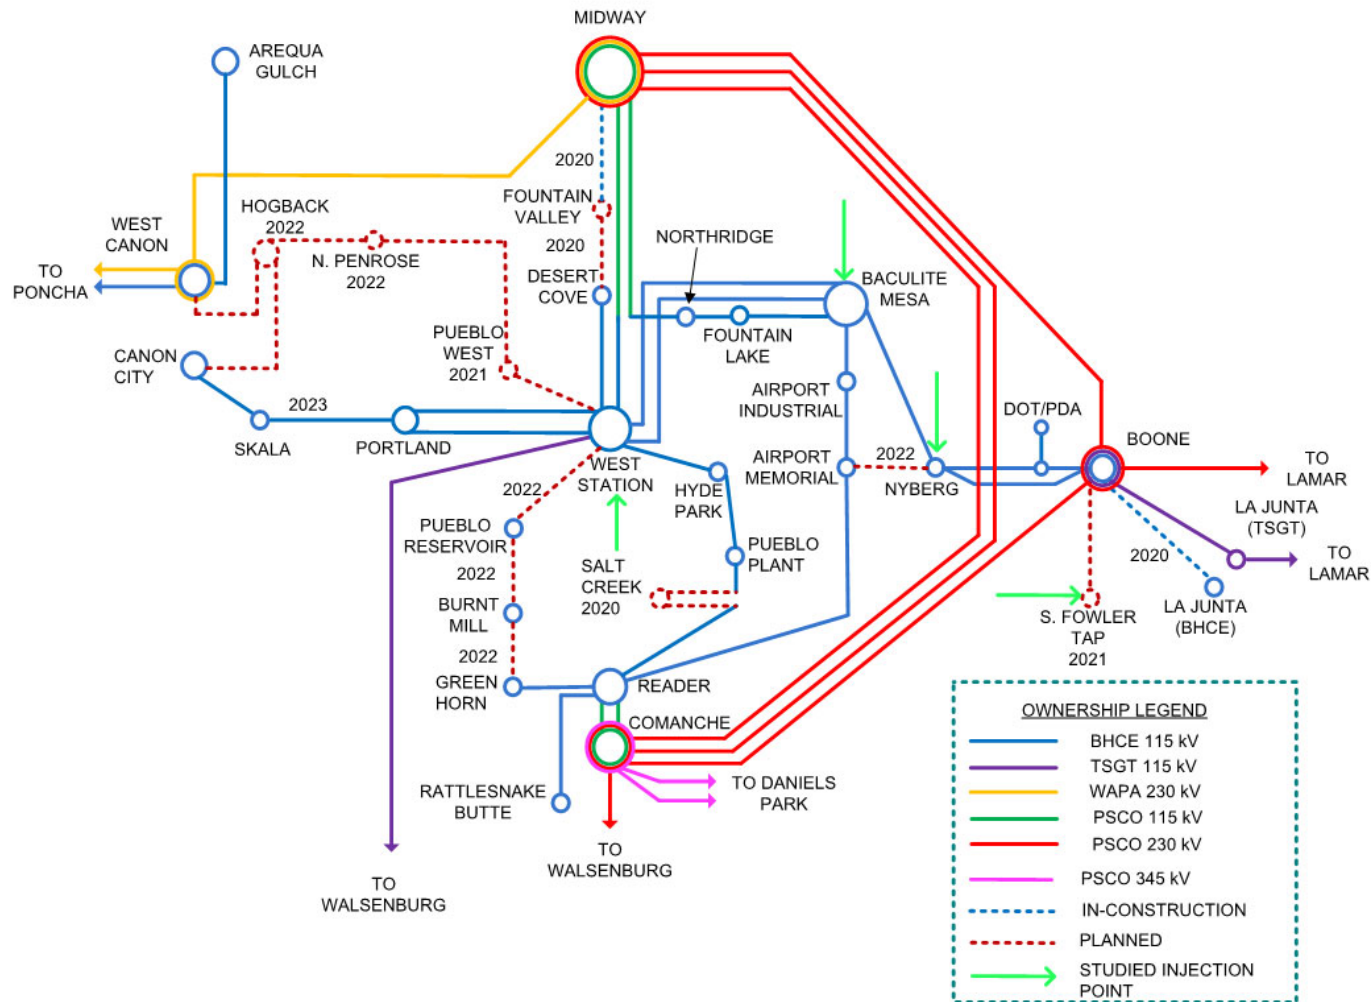 MIDWAY
AREQUA
GULCH
2020
HOGBACK
2022
FOUNTAIN
VALLEY
WEST
CANON
NORTHRIDGE
2020
N. PENROSE
2022
TO
PONCHA
DESERT
COVE
BACULITE
MESA
FOUNTAIN
LAKE
PUEBLO
WEST
2021
CANON
CITY
AIRPORT
INDUSTRIAL
2023
DOT/PDA
SKALA
PORTLAND
BOONE
WEST
STATION
AIRPORT
MEMORIAL
2022
NYBERG
TO
LAMAR
HYDE
PARK
2022
LA JUNTA
(TSGT)
PUEBLO
RESERVOIR
PUEBLO
PLANT
2020
TO
LAMAR
2022
SALT
CREEK
2020
BURNT
MILL
LA JUNTA
(BHCE)
S. FOWLER
TAP
2021
2022
GREEN
HORN
READER
COMANCHE
RATTLESNAKE
BUTTE
TO DANIELS
PARK
TO
WALSENBURG
TO
WALSENBURG
OWNERSHIP LEGEND
BHCE 115 kV
TSGT 115 kV
WAPA 230 kV
PSCO 115 kV
PSCO 230 kV
PSCO 345 kV
IN-CONSTRUCTION
PLANNED
STUDIED INJECTION
POINT